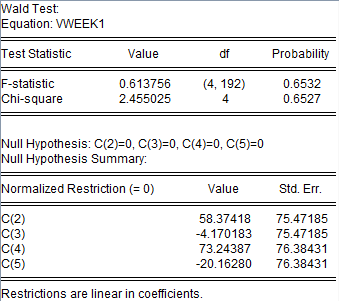 Wald Test:
Equation: VWEEK1
Test Statistic Value df Probability
F-statistic 0.613756 (4, 192) 0.6532
Chi-square 2.455025 4 0.6527
Null Hypothesis: C(2)=0, C(3)=0, C(4)=0, C(5)=0
Null Hypothesis Summary:
Normalized Restriction (= 0) Value Std. Err.
C(2) 58.37418 75.47185
C(3) -4.170183 75.47185
C(4) 73.24387 76.38431
C(5) -20.16280 76.38431
Restrictions are linear in coefficients.